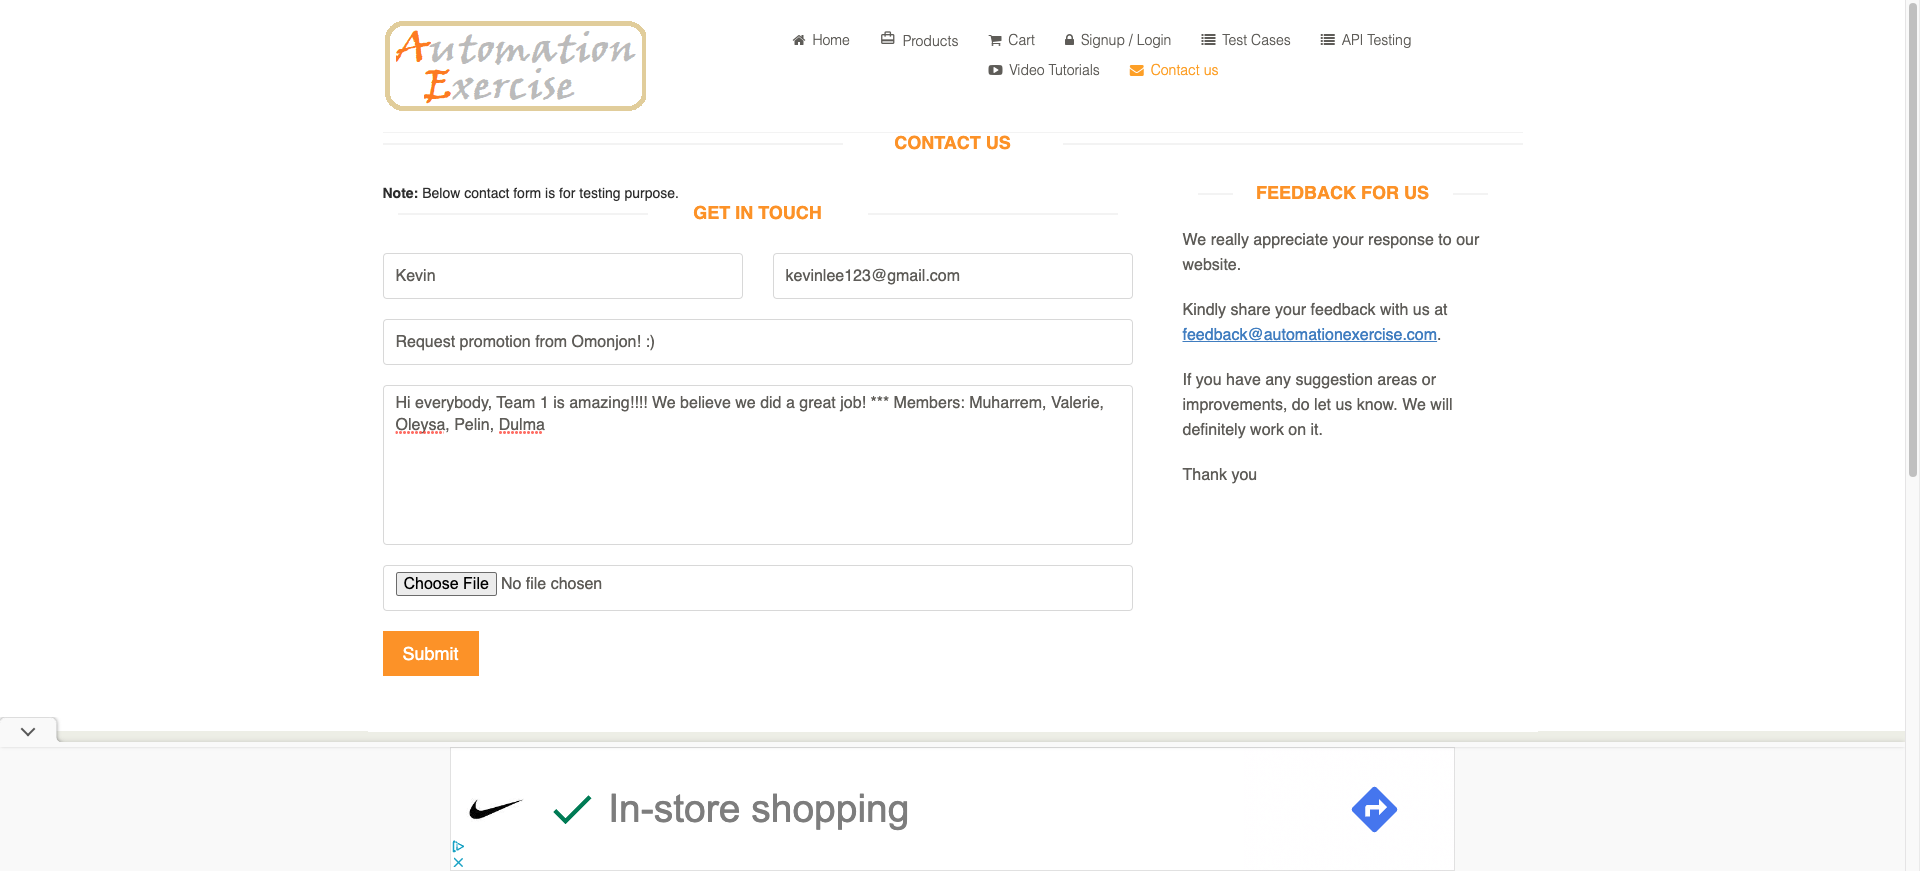 Automation
Exercise
Home
Products
Cart
Signup / Login
Test Cases
API Testing
Video Tutorials
Contact us
CONTACT US
Note: Below contact form is for testing purpose.
GET IN TOUCH
Kevin
kevinlee123@gmail.com
Request promotion from Omonjon! :)
Hi everybody, Team 1 is amazing!!!! We believe we did a great job! *** Members: Muharrem, Valerie,
Oleysa, Pelin, Dulma
Choose File No file chosen
Submit
FEEDBACK FOR US
We really appreciate your response to our
website.
Kindly share your feedback with us at
feedback@automationexercise.com.
If you have any suggestion areas or
improvements, do let us know. We will
definitely work on it.
Thank you
In-store shopping